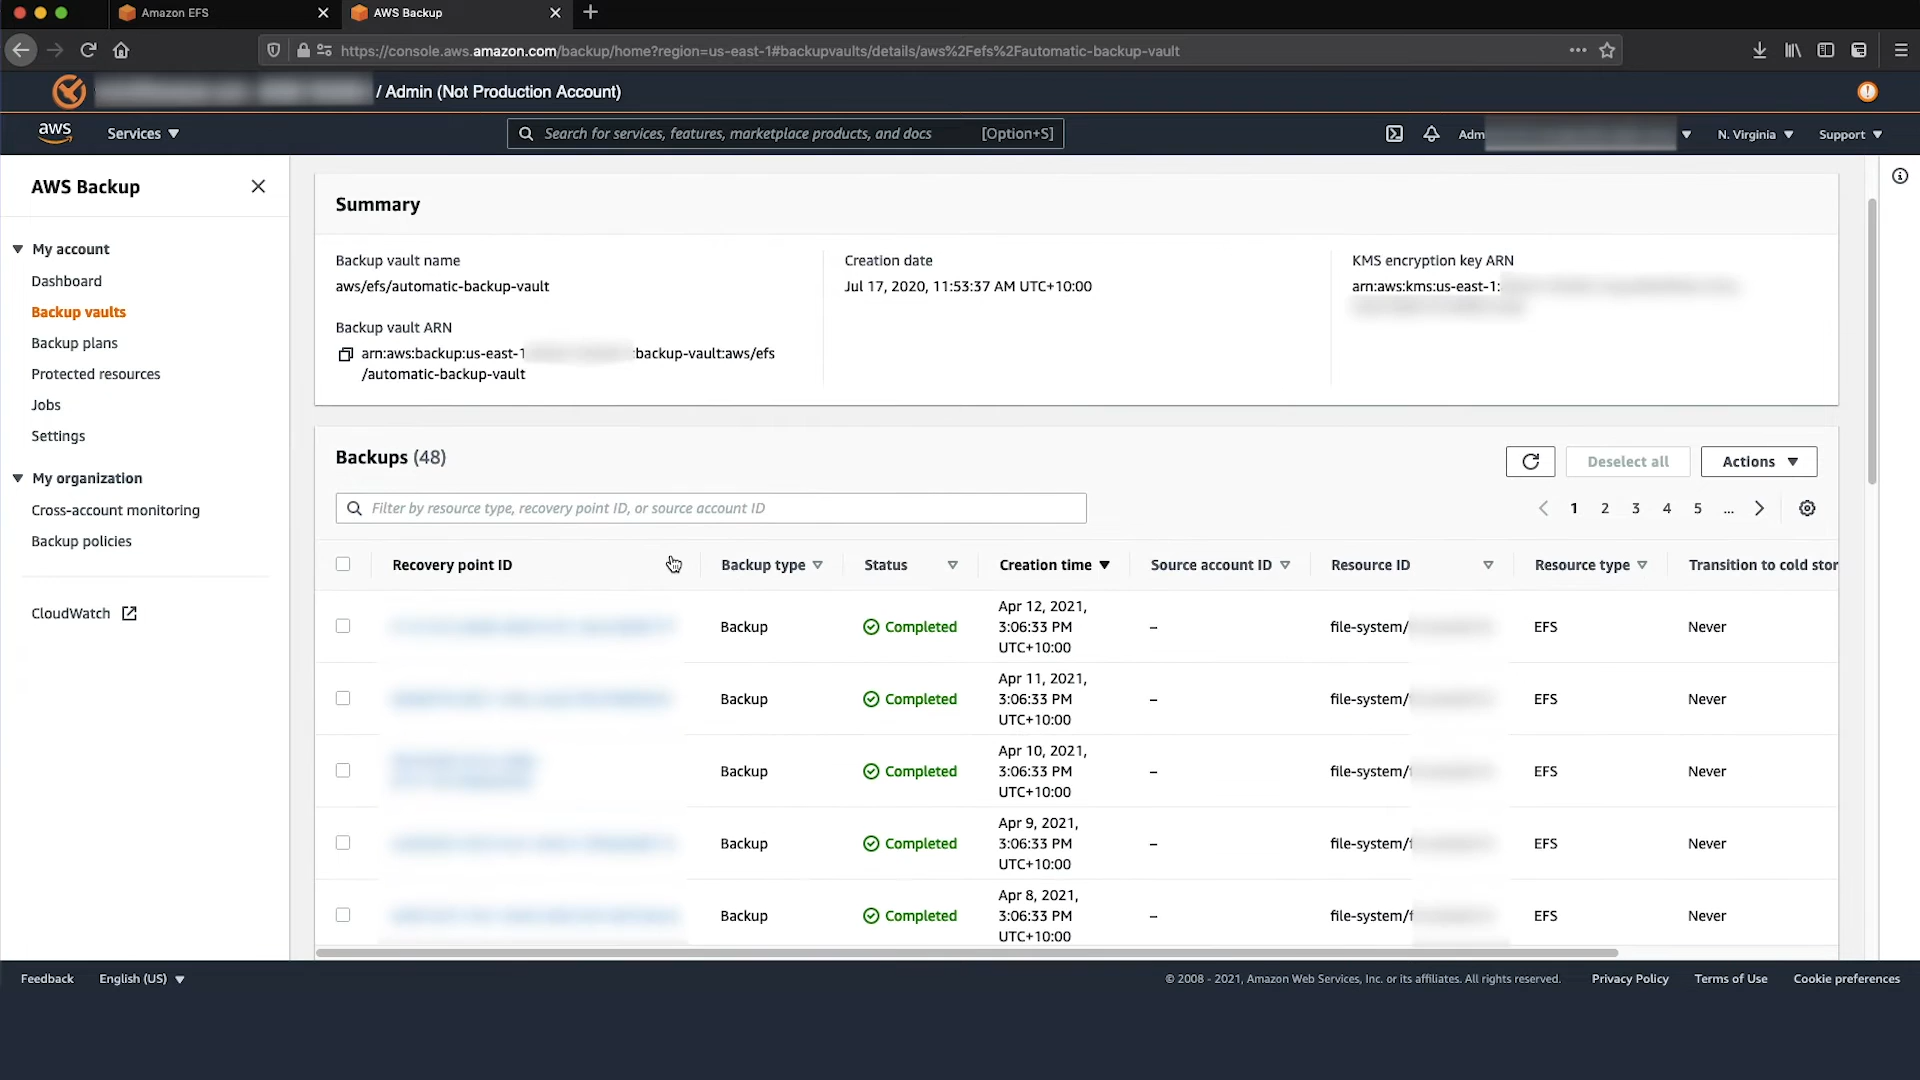 Amazon EFS
AWS Backup
https://console.aws.amazon.com/backup/home?region=us-east-1#backupvaults/details/aws%2Fefs%2Fautomatic-backup-vault
/ Admin (Not Production Account)
aws
Services
Search for services, features, marketplace products, and docs
[Option+S]
Adm
N. Virginia
Support
AWS Backup
My account
Dashboard
Backup vaults
Backup plans
Protected resources
Jobs
Settings
My organization
Cross-account monitoring
Backup policies
CloudWatch
Summary
Backup vault name
aws/efs/automatic-backup-vault
Backup vault ARN
arn:aws:backup:us-east-1 :backup-vault:aws/efs
/automatic-backup-vault
Creation date
Jul 17, 2020, 11:53:37 AM UTC+10:00
KMS encryption key ARN
arn:aws:kms:us-east-1:
Backups (48)
Deselect all
Actions
Filter by resource type, recovery point ID, or source account ID
1 2 3 4 5 ...
Recovery point ID Backup type Status Creation time Source account ID Resource ID Resource type Transition to cold stor
Apr 12, 2021,
Backup Completed 3:06:33 PM – file-system/ EFS Never
UTC+10:00
Apr 11, 2021,
Backup Completed 3:06:33 PM – file-system/ EFS Never
UTC+10:00
Apr 10, 2021,
Backup Completed 3:06:33 PM – file-system/ EFS Never
UTC+10:00
Apr 9, 2021,
Backup Completed 3:06:33 PM – file-system/ EFS Never
UTC+10:00
Apr 8, 2021,
Backup Completed 3:06:33 PM – file-system/ EFS Never
UTC+10:00
Feedback
English (US)
© 2008 - 2021, Amazon Web Services, Inc. or its affiliates. All rights reserved.
Privacy Policy
Terms of Use
Cookie preferences